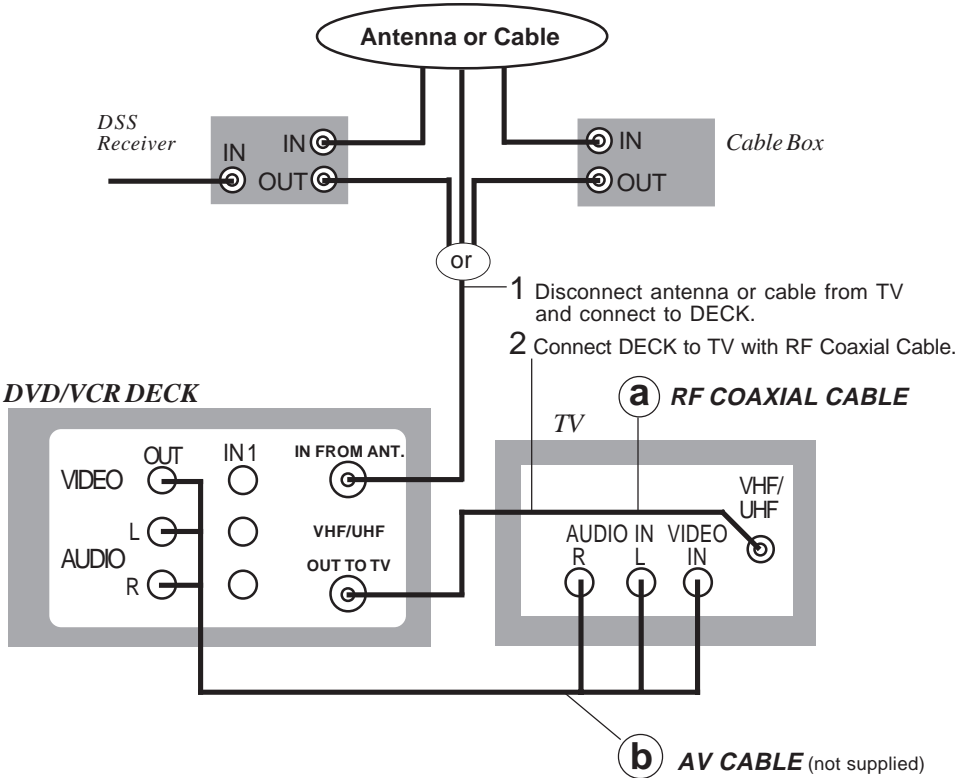 Antenna or Cable
DSS
Receiver
IN
IN
OUT
IN
OUT
Cable Box
or
1 Disconnect antenna or cable from TV
and connect to DECK.
2 Connect DECK to TV with RF Coaxial Cable.
DVD/VCR DECK
a RF COAXIAL CABLE
TV
OUT
IN 1
IN FROM ANT.
VIDEO
L
AUDIO
R
VHF/UHF
OUT TO TV
VHF/
UHF
AUDIO IN
R
L
VIDEO
IN
b AV CABLE (not supplied)